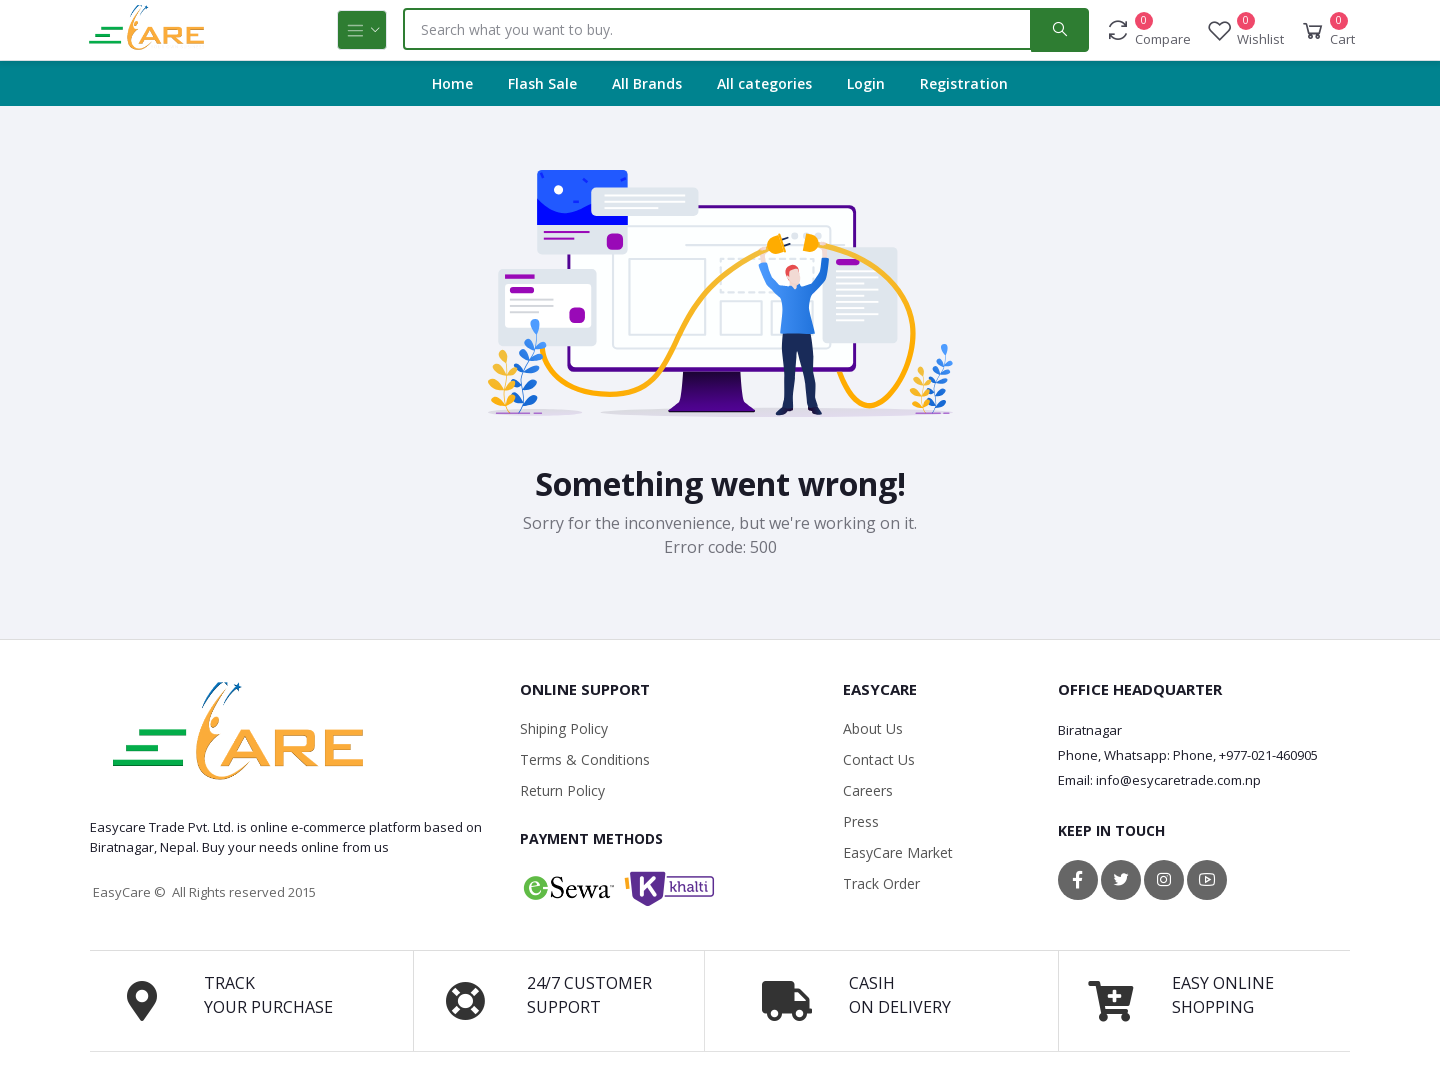 ARE
Search what you want to buy.
0
Compare
0
Wishlist
0
Cart
Home
Flash Sale
All Brands
All categories
Login
Registration
Something went wrong!
Sorry for the inconvenience, but we're working on it.
Error code: 500
ARE
Easycare Trade Pvt. Ltd. is online e-commerce platform based on
Biratnagar, Nepal. Buy your needs online from us
EasyCare © All Rights reserved 2015
ONLINE SUPPORT
Shiping Policy
Terms & Conditions
Return Policy
PAYMENT METHODS
e-Sewa™
K khalti
EASYCARE
About Us
Contact Us
Careers
Press
EasyCare Market
Track Order
OFFICE HEADQUARTER
Biratnagar
Phone, Whatsapp: Phone, +977-021-460905
Email: info@esycaretrade.com.np
KEEP IN TOUCH
TRACK
YOUR PURCHASE
24/7 CUSTOMER
SUPPORT
CASIH
ON DELIVERY
EASY ONLINE
SHOPPING